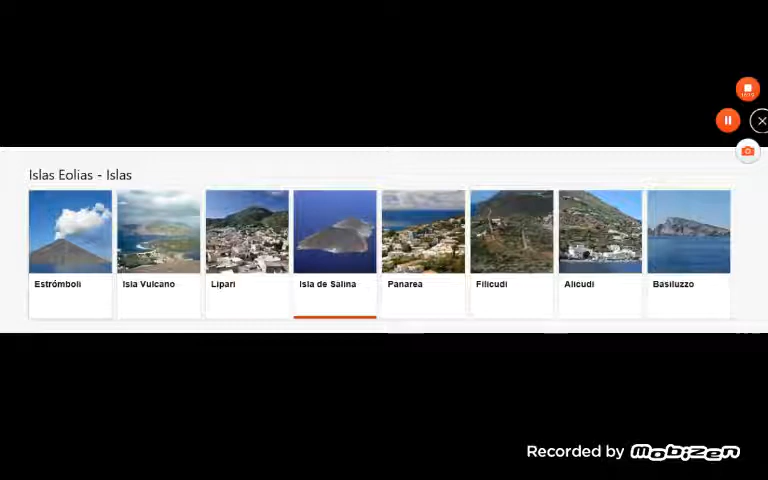 Islas Eolias - Islas
Estrómboli
Isla Vulcano
Lipari
Isla de Salina
Panarea
Filicudi
Alicudi
Basiluzzo
Recorded by Mobizen